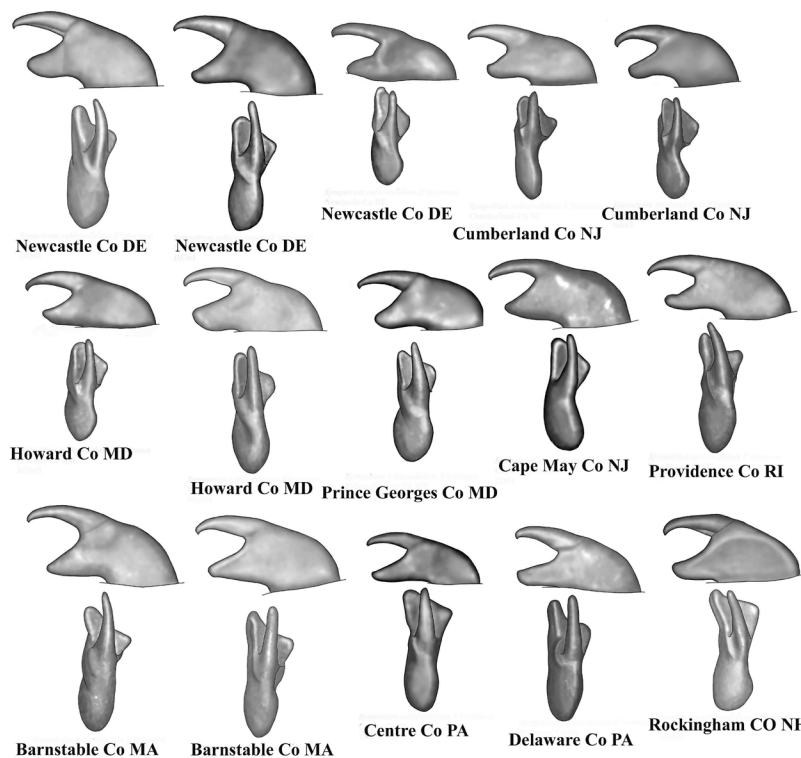 Newcastle Co DE
Newcastle Co DE
Newcastle Co DE
Cumberland Co NJ
Cumberland Co NJ
Howard Co MD
Howard Co MD
Prince Georges Co MD
Cape May Co NJ
Providence Co RI
Barnstable Co MA
Barnstable Co MA
Centre Co PA
Delaware Co PA
Rockingham CO NH